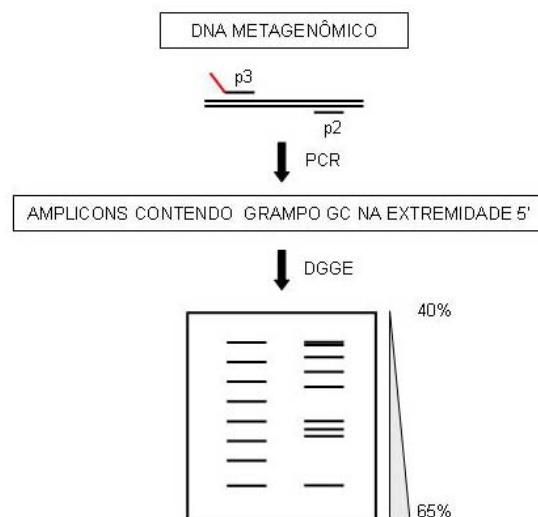 DNA METAGENÔMICO
p3
p2
PCR
AMPLICONS CONTENDO GRAMPO GC NA EXTREMIDADE 5'
DGGE
40%
65%